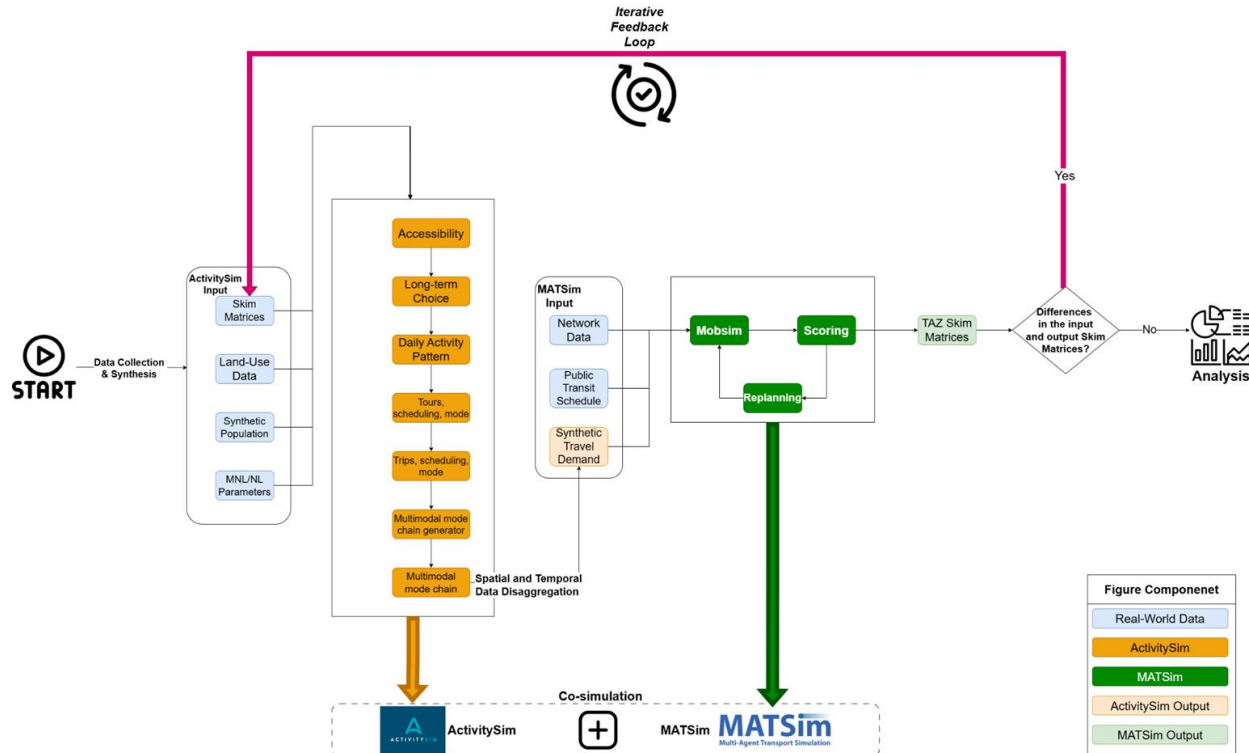 Iterative
Feedback
Loop
Yes
START
Data Collection
& Synthesis
ActivitySim
Input
Skim
Matrices
Land-Use
Data
Synthetic
Population
MNL/NL
Parameters
Accessibility
Long-term
Choice
Daily Activity
Pattern
Tours,
scheduling, mode
Trips, scheduling,
mode
Multimodal mode
chain generator
Multimodal
mode chain
Spatial and Temporal
Data Disaggregation
MATSim
Input
Network
Data
Public
Transit
Schedule
Synthetic
Travel
Demand
Mobsim
Scoring
Replanning
TAZ Skim
Matrices
Differences
in the input
and output Skim
Matrices?
No
Analysis
Co-simulation
ACTIVITYSIM
ActivitySim
MATSim
MATSim
Multi-Agent Transport Simulation
Figure Componenet
Real-World Data
ActivitySim
MATSim
ActivitySim Output
MATSim Output